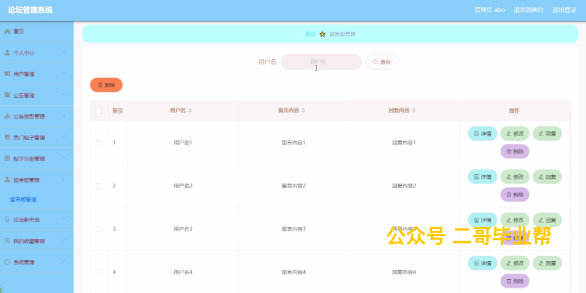 论坛管理系统
管理员 abo 退出到前台 退出登录
首页
首页 留言板管理
个人中心
用户管理
公告管理
公告类型管理
热门帖子管理
帖子分类管理
留言板管理
留言板管理
论坛聊天室
我的收藏管理
系统管理
用户名 用户名 查询
删除
索引 用户名 留言内容 回复内容 操作
1 用户名1 留言内容1 回复内容1 详情 修改 回复
删除
2 用户名2 留言内容2 回复内容2 详情 修改 回复
删除
3 用户名3 留言内容3 回复内容3 详情 修改 回复
删除
4 用户名4 留言内容4 回复内容4 详情 修改 回复
删除
公众号 二哥毕业帮